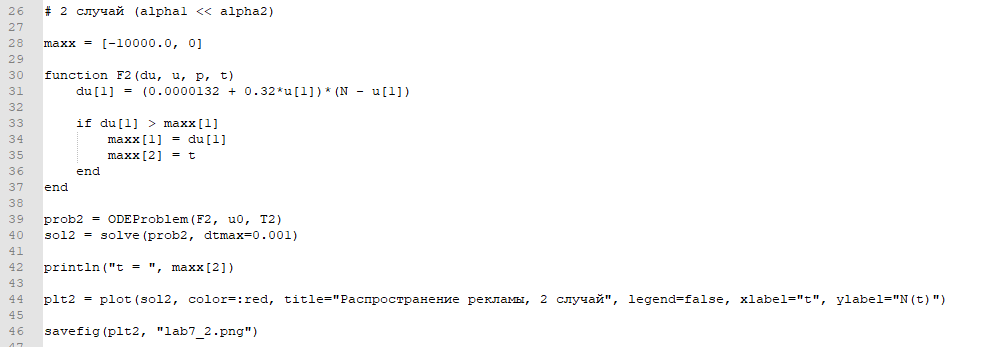 26 # 2 случай (alpha1 << alpha2)
27
28 maxx = [-10000.0, 0]
29
30 function F2(du, u, p, t)
31     du[1] = (0.0000132 + 0.32*u[1])*(N - u[1])
32
33     if du[1] > maxx[1]
34         maxx[1] = du[1]
35         maxx[2] = t
36     end
37 end
38
39 prob2 = ODEProblem(F2, u0, T2)
40 sol2 = solve(prob2, dtmax=0.001)
41
42 println("t = ", maxx[2])
43
44 plt2 = plot(sol2, color=:red, title="Распространение рекламы, 2 случай", legend=false, xlabel="t", ylabel="N(t)")
45
46 savefig(plt2, "lab7_2.png")
47